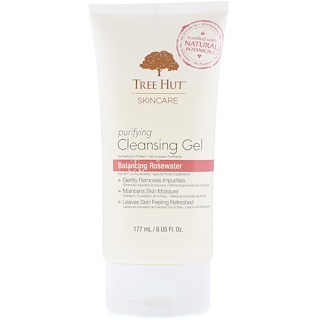 Fortified with
NATURAL
BOTANICALS
TREE HUT
SKINCARE
purifying
Cleansing Gel
Balancing Rosewater
Gently Removes Impurities
Maintains Skin Moisture
Leaves Skin Feeling Refreshed
177 mL / 6 US Fl. Oz.